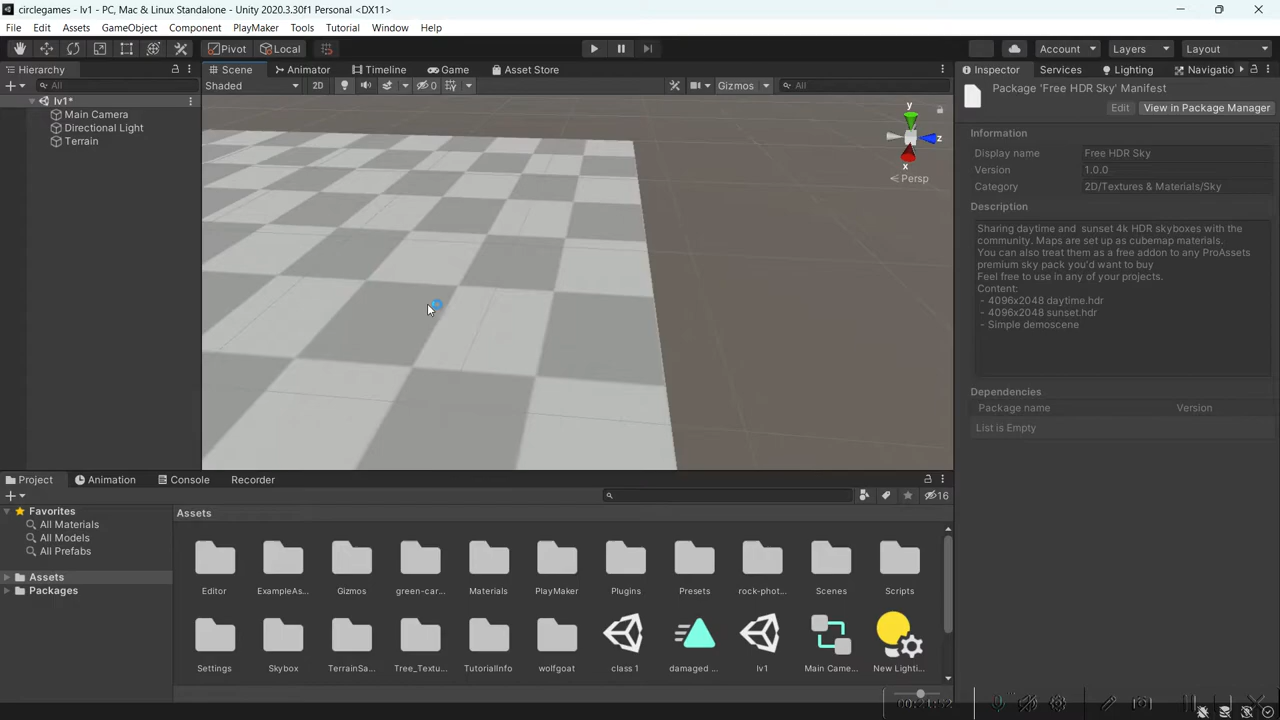 circlegames - lv1 - PC, Mac & Linux Standalone - Unity 2020.3.30f1 Personal <DX11>
File Edit Assets GameObject Component PlayMaker Tools Tutorial Window Help
Pivot Local Account Layers Layout
Hierarchy Scene Animator Timeline Game Asset Store Inspector Services Lighting Navigatio
All Shaded 2D 0 Gizmos All Package 'Free HDR Sky' Manifest
lv1* Edit View in Package Manager
Main Camera
Directional Light
Terrain
y
z
x
Persp
Information
Display name Free HDR Sky
Version 1.0.0
Category 2D/Textures & Materials/Sky
Description
Sharing daytime and sunset 4k HDR skyboxes with the
community. Maps are set up as cubemap materials.
You can also treat them as a free addon to any ProAssets
premium sky pack you'd want to buy
Feel free to use in any of your projects.
Content:
- 4096x2048 daytime.hdr
- 4096x2048 sunset.hdr
- Simple demoscene
Dependencies
Package name Version
List is Empty
Project Animation Console Recorder
16
Favorites
All Materials
All Models
All Prefabs
Assets
Packages
Assets
Editor ExampleAs... Gizmos green-car... Materials PlayMaker Plugins Presets rock-phot... Scenes Scripts
Settings Skybox TerrainSa... Tree_Textu... TutorialInfo wolfgoat class 1 damaged ... lv1 Main Came... New Lighti...